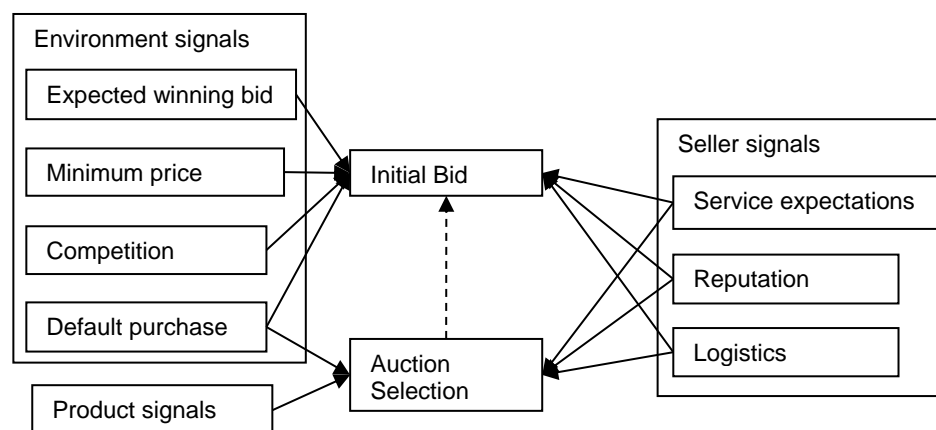 Environment signals
Expected winning bid
Minimum price
Competition
Default purchase
Product signals
Initial Bid
Auction
Selection
Seller signals
Service expectations
Reputation
Logistics